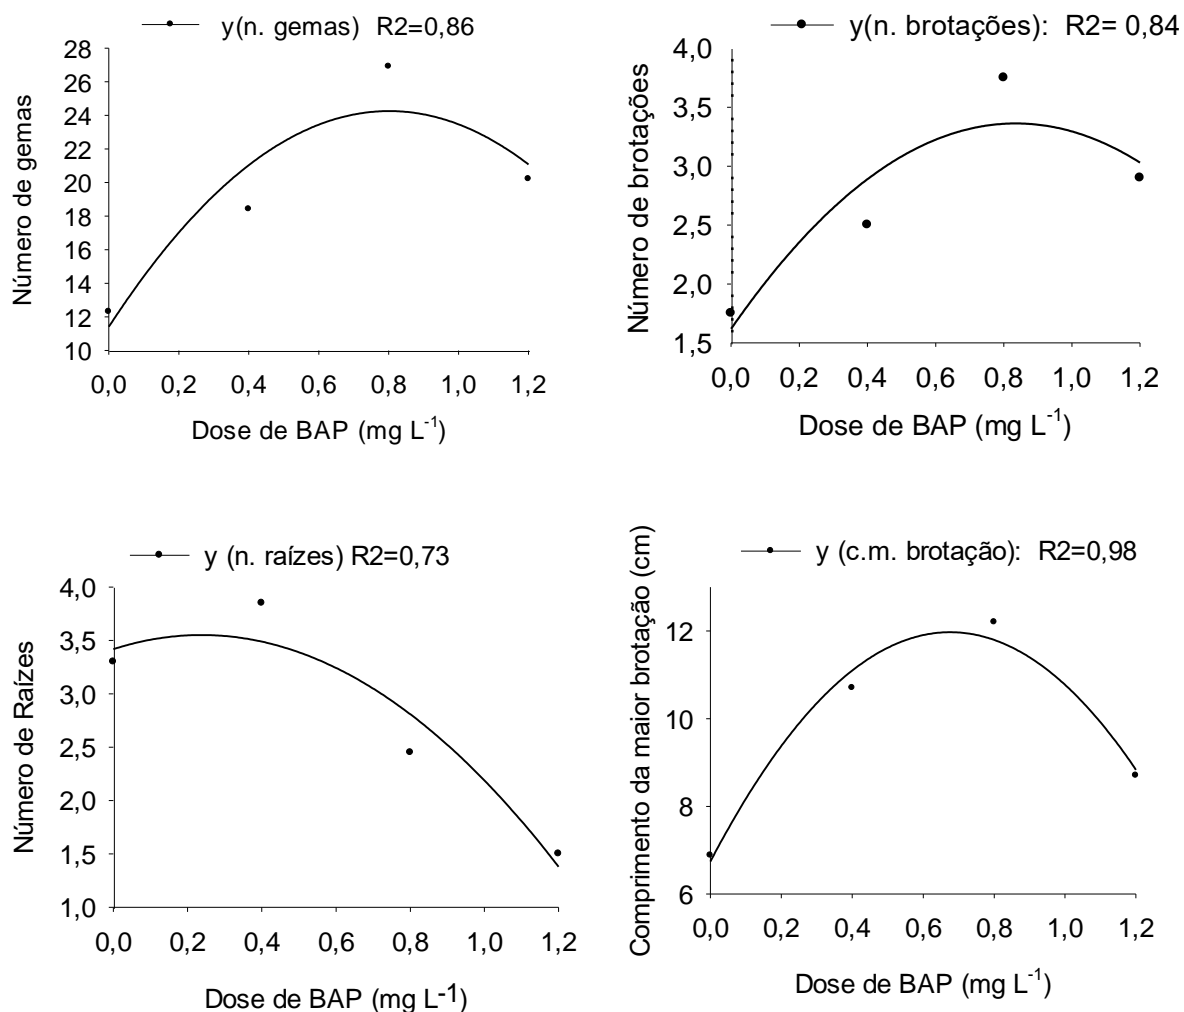 y(n. gemas) R2=0,86
Número de gemas
28
26
24
22
20
18
16
14
12
10
0,0 0,2 0,4 0,6 0,8 1,0 1,2
Dose de BAP (mg L⁻¹)
y(n. brotações): R2= 0,84
Número de brotações
4,0
3,5
3,0
2,5
2,0
1,5
0,0 0,2 0,4 0,6 0,8 1,0 1,2
Dose de BAP (mg L⁻¹)
y (n. raízes) R2=0,73
Número de Raízes
4,0
3,5
3,0
2,5
2,0
1,5
1,0
0,0 0,2 0,4 0,6 0,8 1,0 1,2
Dose de BAP (mg L-1)
y (c.m. brotação): R2=0,98
Comprimento da maior brotação (cm)
12
10
8
6
0,0 0,2 0,4 0,6 0,8 1,0 1,2
Dose de BAP (mg L⁻¹)